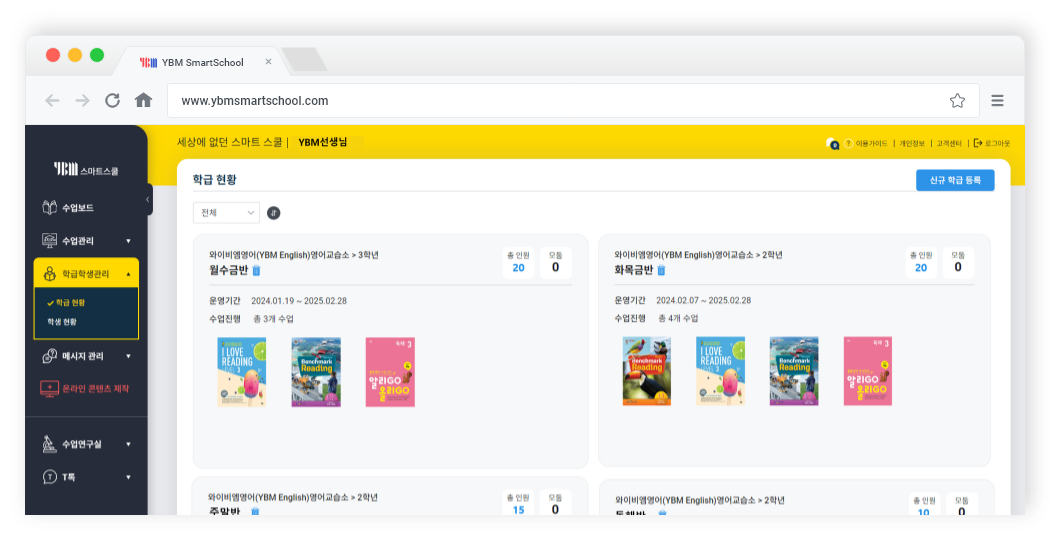 YBM SmartSchool
www.ybmsmartschool.com
세상에 없던 스마트 스쿨 | YBM선생님
이용가이드 | 개인정보 | 고객센터 | 로그아웃
YBM 스마트스쿨
수업보드
수업관리
학급학생관리
학급 현황
학생 현황
메시지 관리
온라인 콘텐츠 제작
수업연구실
T톡
학급 현황
신규 학급 등록
전체
와이비엠영어(YBM English)영어교습소 > 3학년
월수금반
총 인원
20
모둠
0
운영기간 2024.01.19 ~ 2025.02.28
수업진행 총 3개 수업
I LOVE
READING
3
Benchmark
Reading
독해 3
알리GO
올리GO
와이비엠영어(YBM English)영어교습소 > 2학년
화목금반
총 인원
20
모둠
0
운영기간 2024.02.07 ~ 2025.02.28
수업진행 총 4개 수업
Benchmark
Reading
I LOVE
READING
3
Benchmark
Reading
독해 3
알리GO
올리GO
와이비엠영어(YBM English)영어교습소 > 2학년
주말반
총 인원
15
모둠
0
와이비엠영어(YBM English)영어교습소 > 2학년
총 인원
10
모둠
0